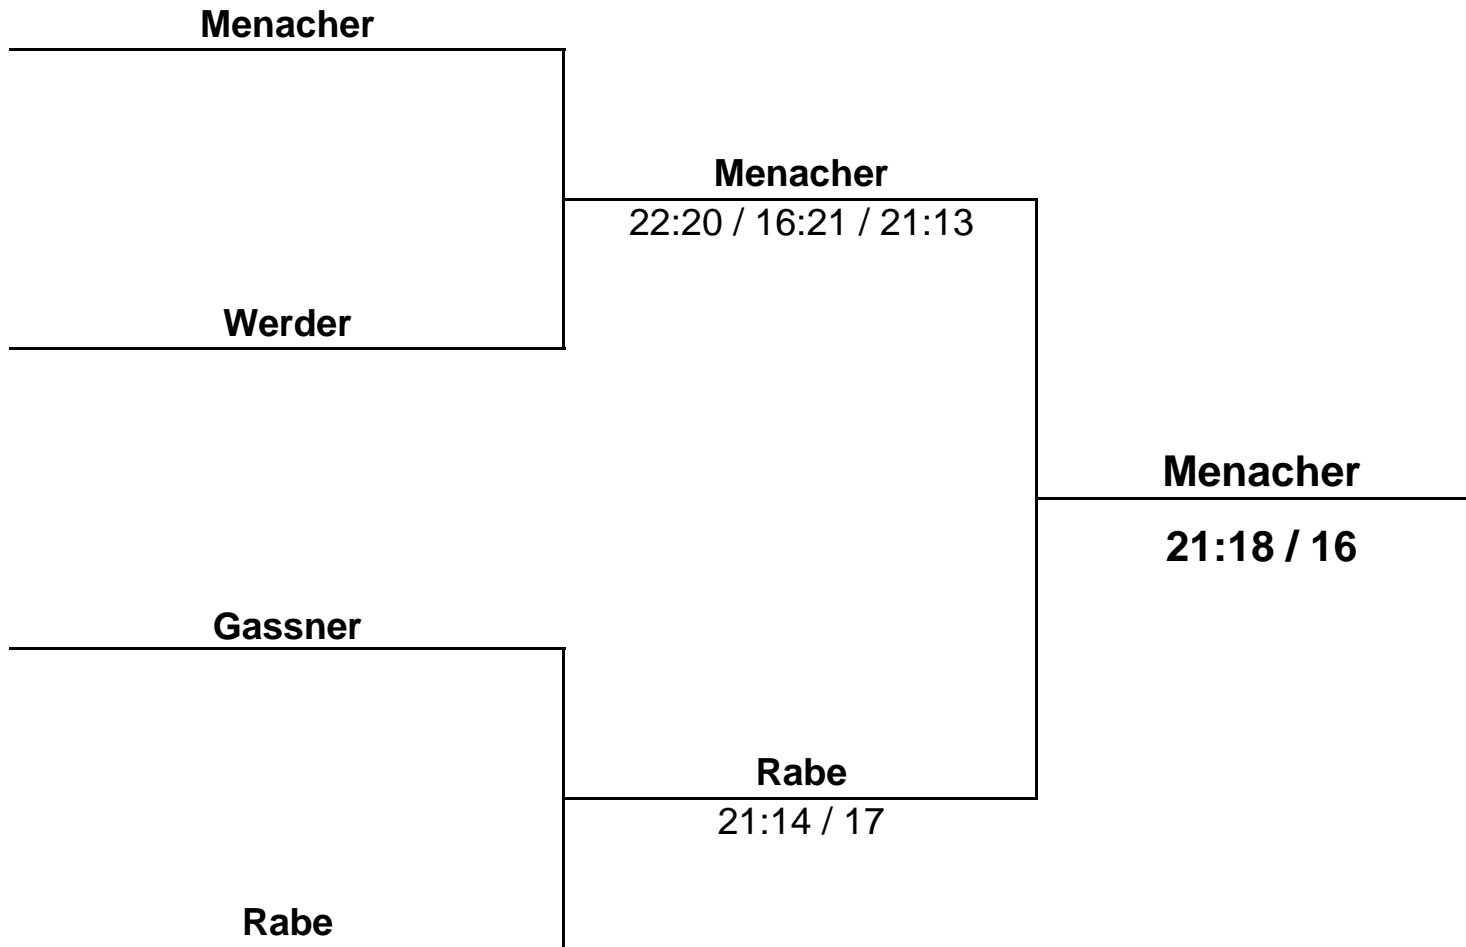 Menacher
Menacher
22:20 / 16:21 / 21:13
Werder
Menacher
21:18 / 16
Gassner
Rabe
21:14 / 17
Rabe